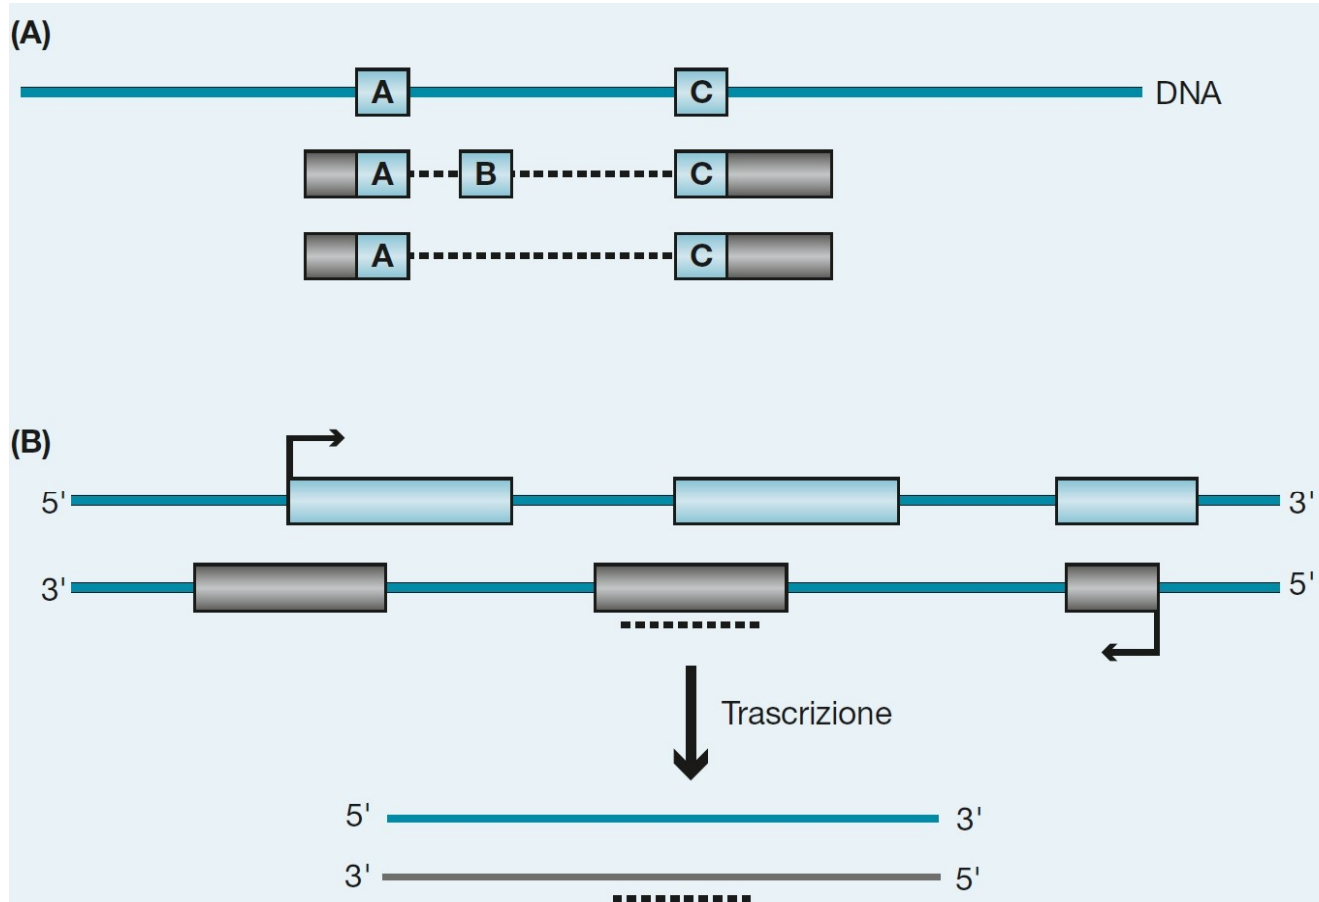 (A)
A C DNA
A B C
A C
(B)
5' 3'
3' 5'
Trascrizione
5' 3'
3' 5'